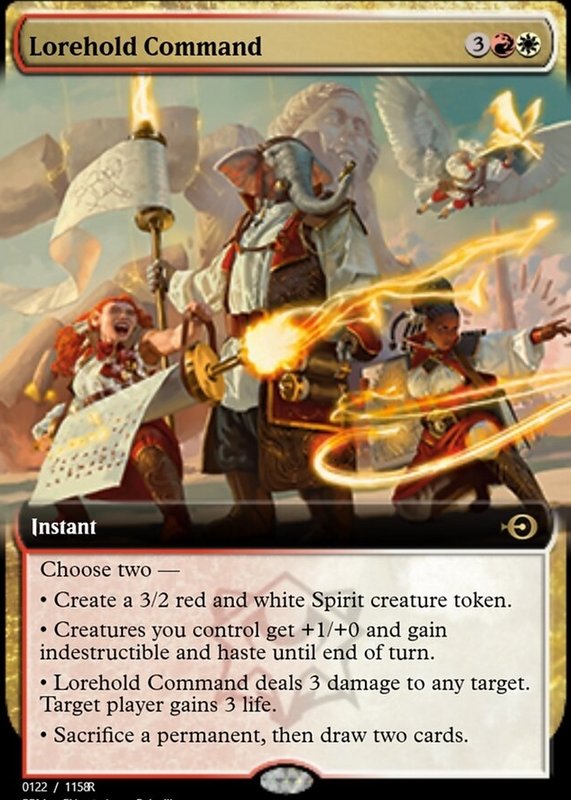 Lorehold Command 3
Instant
Choose two —
• Create a 3/2 red and white Spirit creature token.
• Creatures you control get +1/+0 and gain
indestructible and haste until end of turn.
• Lorehold Command deals 3 damage to any target.
Target player gains 3 life.
• Sacrifice a permanent, then draw two cards.
0122 / 1158R